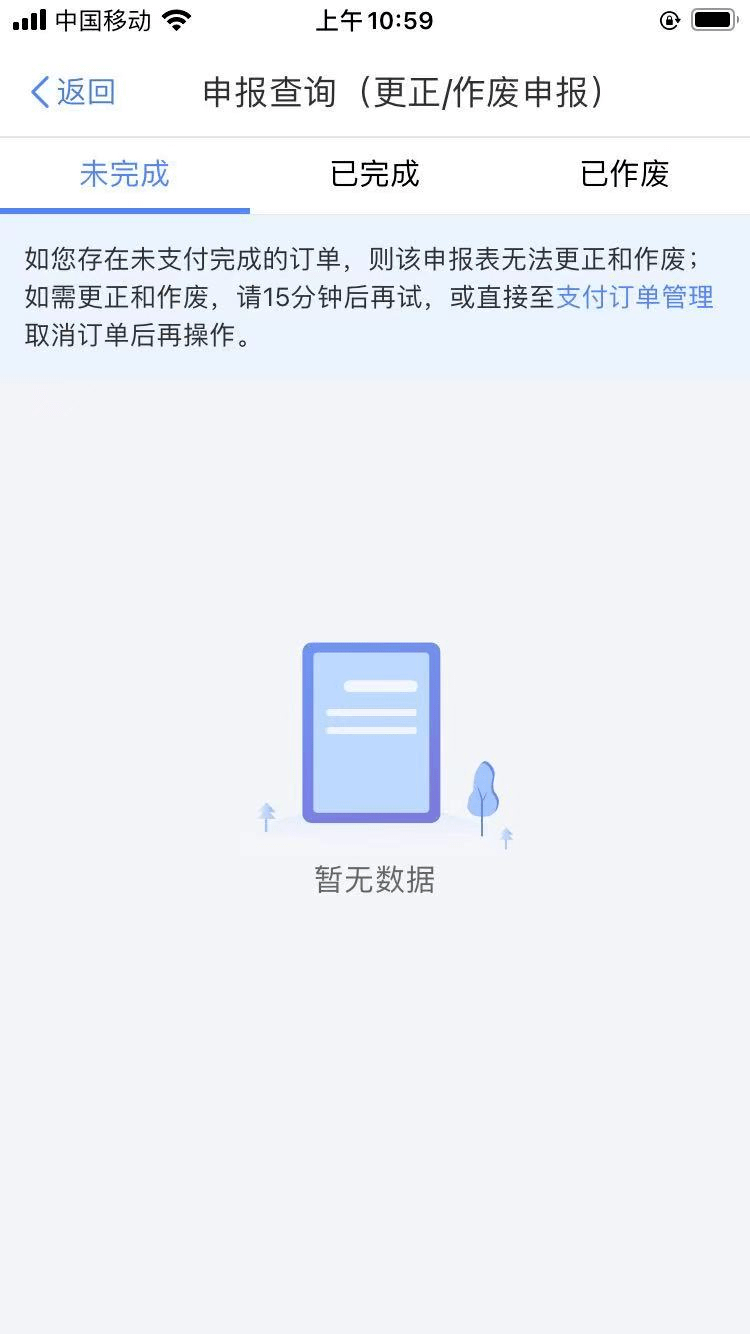 中国移动 上午10:59
返回 申报查询（更正/作废申报）
未完成 已完成 已作废
如您存在未支付完成的订单，则该申报表无法更正和作废；
如需更正和作废，请15分钟后再试，或直接至支付订单管理
取消订单后再操作。
暂无数据